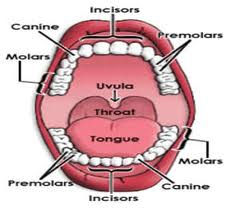 Incisors
Canine
Premolars
Molars
Uvula
Throat
Tongue
Molars
Premolars
Canine
Incisors